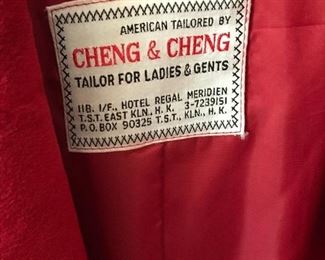 AMERICAN TAILORED BY
CHENG & CHENG
TAILOR FOR LADIES & GENTS
11B. 1/F., HOTEL REGAL MERIDIEN
T.S.T. EAST KLN., H.K. 3-7239151
P.O. BOX 90325 T.S.T., KLN., H. K.